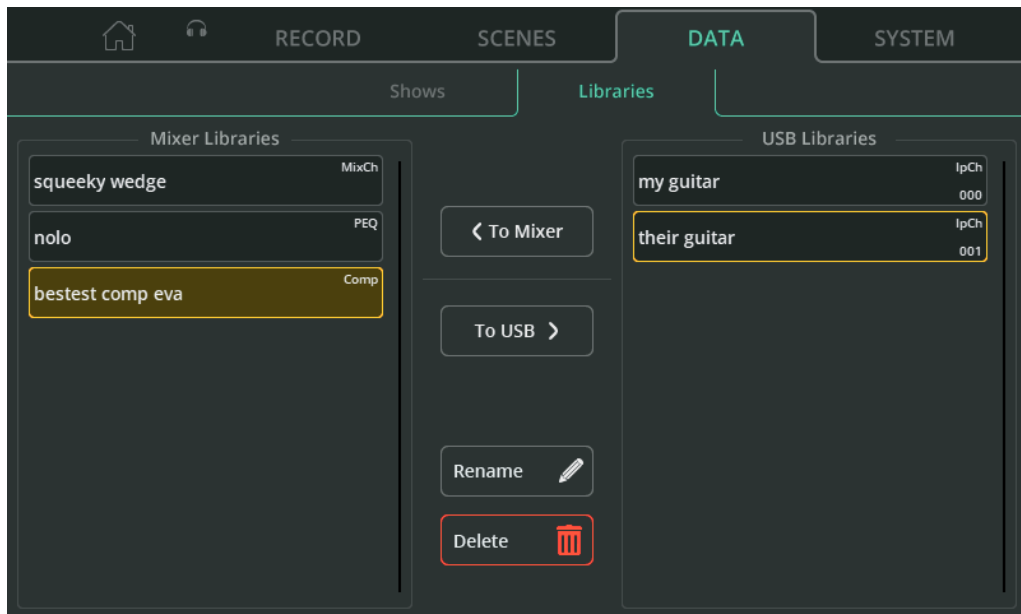 RECORD SCENES DATA SYSTEM
Shows Libraries
Mixer Libraries
squeeky wedge MixCh
nolo PEQ
bestest comp eva Comp
To Mixer
To USB
Rename
Delete
USB Libraries
my guitar IpCh
000
their guitar IpCh
001